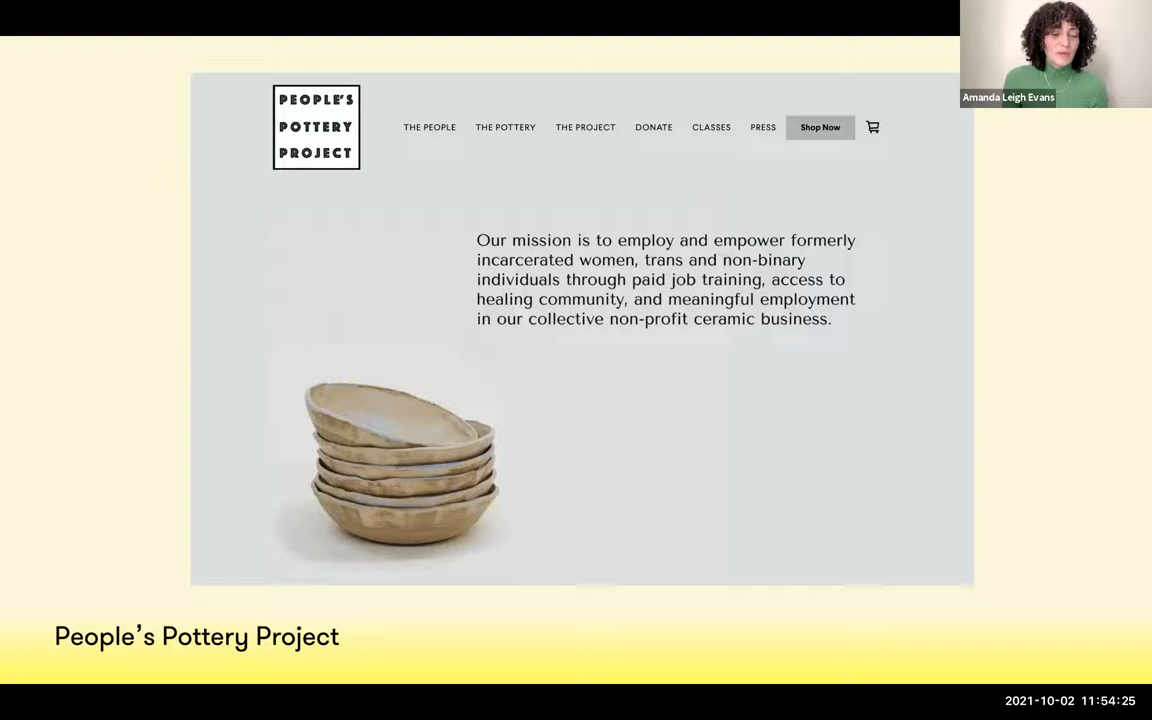 PEOPLE'S
POTTERY
PROJECT
THE PEOPLE THE POTTERY THE PROJECT DONATE CLASSES PRESS Shop Now
Amanda Leigh Evans
Our mission is to employ and empower formerly
incarcerated women, trans and non-binary
individuals through paid job training, access to
healing community, and meaningful employment
in our collective non-profit ceramic business.
People's Pottery Project
2021-10-02 11:54:25